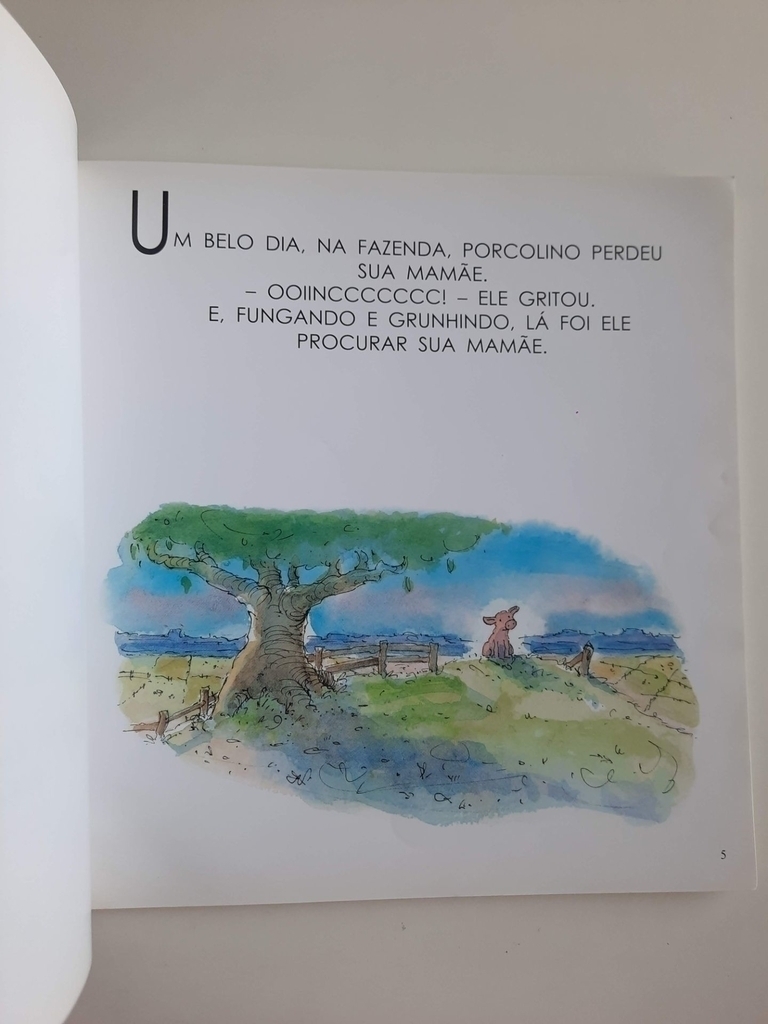 UM BELO DIA, NA FAZENDA, PORCOLINO PERDEU
SUA MAMÃE.
– OOIINCCCCCCC! – ELE GRITOU.
E, FUNGANDO E GRUNHINDO, LÁ FOI ELE
PROCURAR SUA MAMÃE.
5